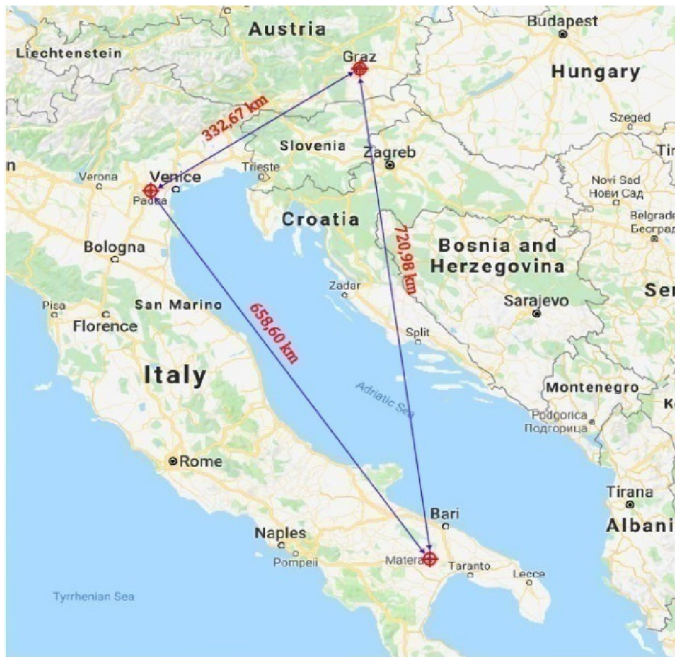 Budapest
Austria
Liechtenstein
Graz
Hungary
332,67 km
Szeged
Slovenia
Zagreb
Verona
Venice
Trieste
Padua
Novi Sad
Нови Сад
Croatia
Belgrade
Београд
Bologna
720,98 km
Bosnia and
Herzegovina
Zadar
San Marino
Sarajevo
Pisa
Florence
658,60 km
Split
Italy
Adriatic Sea
Montenegro
Podgorica
Подгорица
Rome
Tirana
Bari
Naples
Pompeii
Matera
Taranto
Lecce
Tyrrhenian Sea